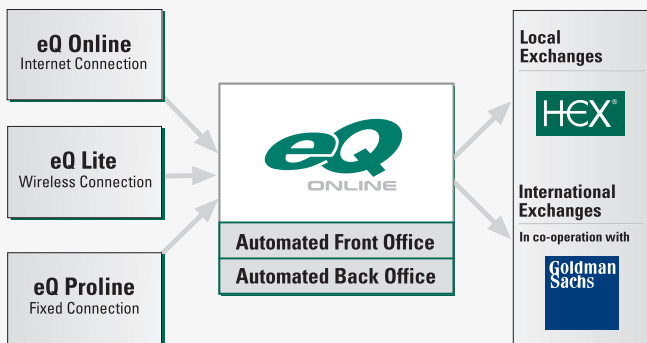 eQ Online
Internet Connection
eQ Lite
Wireless Connection
eQ Proline
Fixed Connection
eQ
ONLINE
Automated Front Office
Automated Back Office
Local
Exchanges
HEX®
International
Exchanges
In co-operation with
Goldman
Sachs